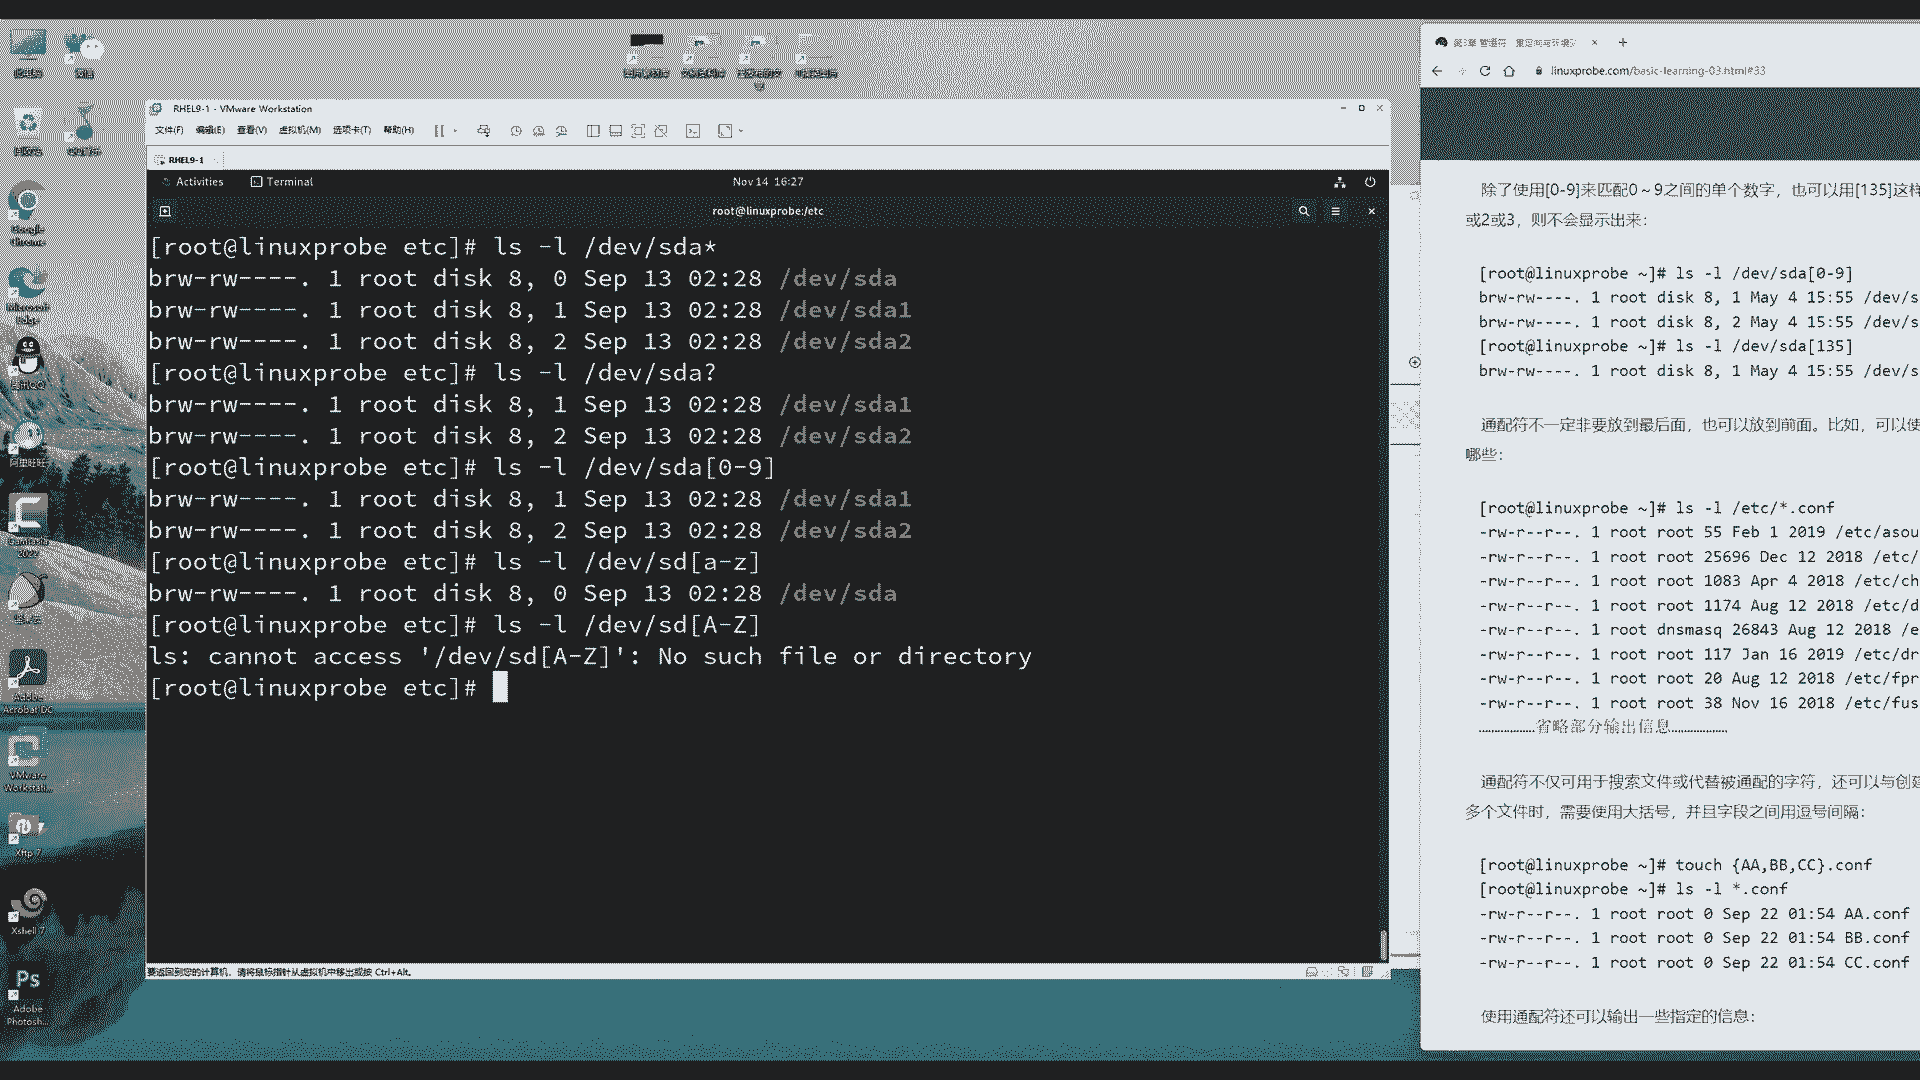 RHEL9-1 - VMware Workstation
文件(F) 编辑(E) 查看(V) 虚拟机(M) 选项卡(T) 帮助(H)
RHEL9-1
Activities Terminal Nov 14 16:27
root@linuxprobe:/etc
[root@linuxprobe etc]# ls -l /dev/sda*
brw-rw----. 1 root disk 8, 0 Sep 13 02:28 /dev/sda
brw-rw----. 1 root disk 8, 1 Sep 13 02:28 /dev/sda1
brw-rw----. 1 root disk 8, 2 Sep 13 02:28 /dev/sda2
[root@linuxprobe etc]# ls -l /dev/sda?
brw-rw----. 1 root disk 8, 1 Sep 13 02:28 /dev/sda1
brw-rw----. 1 root disk 8, 2 Sep 13 02:28 /dev/sda2
[root@linuxprobe etc]# ls -l /dev/sda[0-9]
brw-rw----. 1 root disk 8, 1 Sep 13 02:28 /dev/sda1
brw-rw----. 1 root disk 8, 2 Sep 13 02:28 /dev/sda2
[root@linuxprobe etc]# ls -l /dev/sd[a-z]
brw-rw----. 1 root disk 8, 0 Sep 13 02:28 /dev/sda
[root@linuxprobe etc]# ls -l /dev/sd[A-Z]
ls: cannot access '/dev/sd[A-Z]': No such file or directory
[root@linuxprobe etc]#
要返回到您的计算机，请将鼠标指针从虚拟机中移出或按 Ctrl+Alt。
Google
Chrome
Microsoft
Edge
阿里旺旺
Camtasia
2022
Adobe
Acrobat DC
VMware
Workstati...
Xftp 7
Xshell 7
Adobe
Photosh...
linuxprobe.com/basic-learning-03.html#33
除了使用[0-9]来匹配0～9之间的单个数字，也可以用[135]这样
或2或3，则不会显示出来：
[root@linuxprobe ~]# ls -l /dev/sda[0-9]
brw-rw----. 1 root disk 8, 1 May 4 15:55 /dev/s
brw-rw----. 1 root disk 8, 2 May 4 15:55 /dev/s
[root@linuxprobe ~]# ls -l /dev/sda[135]
brw-rw----. 1 root disk 8, 1 May 4 15:55 /dev/s
通配符不一定非要放到最后面，也可以放到前面。比如，可以使
哪些：
[root@linuxprobe ~]# ls -l /etc/*.conf
-rw-r--r--. 1 root root 55 Feb 1 2019 /etc/asou
-rw-r--r--. 1 root root 25696 Dec 12 2018 /etc/
-rw-r--r--. 1 root root 1083 Apr 4 2018 /etc/ch
-rw-r--r--. 1 root root 1174 Aug 12 2018 /etc/d
-rw-r--r--. 1 root dnsmasq 26843 Aug 12 2018 /e
-rw-r--r--. 1 root root 117 Jan 16 2019 /etc/dr
-rw-r--r--. 1 root root 20 Aug 12 2018 /etc/fpr
-rw-r--r--. 1 root root 38 Nov 16 2018 /etc/fus
………………省略部分输出信息………………
通配符不仅可用于搜索文件或代替被通配的字符，还可以与创建
多个文件时，需要使用大括号，并且字段之间用逗号间隔：
[root@linuxprobe ~]# touch {AA,BB,CC}.conf
[root@linuxprobe ~]# ls -l *.conf
-rw-r--r--. 1 root root 0 Sep 22 01:54 AA.conf
-rw-r--r--. 1 root root 0 Sep 22 01:54 BB.conf
-rw-r--r--. 1 root root 0 Sep 22 01:54 CC.conf
使用通配符还可以输出一些指定的信息：